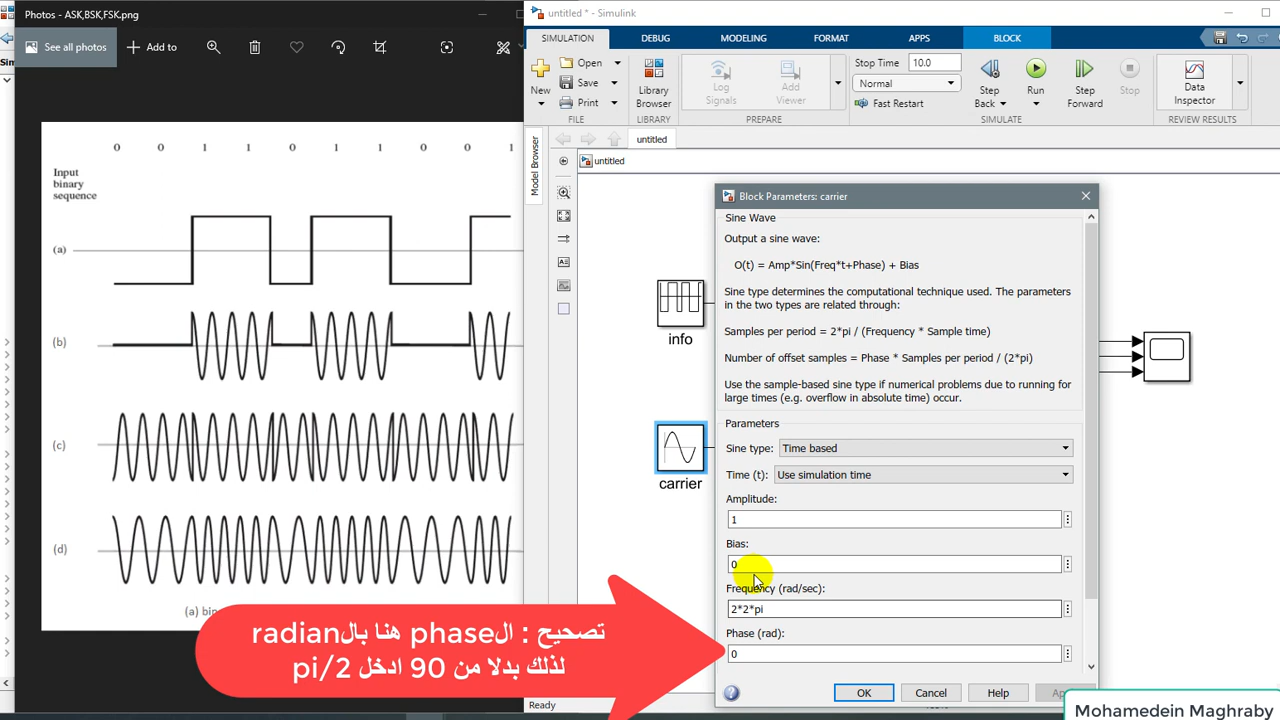 Photos - ASK,BSK,FSK.png
See all photos
Add to
0 0 1 1 0 1 1 0 0 1
Input
binary
sequence
(a)
(b)
(c)
(d)
(a) bin
untitled * - Simulink
SIMULATION DEBUG MODELING FORMAT APPS BLOCK
New
Open
Save
Print
FILE
Library
Browser
LIBRARY
Log
Signals
Add
Viewer
PREPARE
Stop Time 10.0
Normal
Fast Restart
Step
Back
Run
Step
Forward
Stop
SIMULATE
Data
Inspector
REVIEW RESULTS
untitled
Model Browser
untitled
info
carrier
Block Parameters: carrier
Sine Wave
Output a sine wave:
O(t) = Amp*Sin(Freq*t+Phase) + Bias
Sine type determines the computational technique used. The parameters
in the two types are related through:
Samples per period = 2*pi / (Frequency * Sample time)
Number of offset samples = Phase * Samples per period / (2*pi)
Use the sample-based sine type if numerical problems due to running for
large times (e.g. overflow in absolute time) occur.
Parameters
Sine type: Time based
Time (t): Use simulation time
Amplitude:
1
Bias:
0
Frequency (rad/sec):
2*2*pi
Phase (rad):
0
OK Cancel Help
Ready
تصحيح : الphase هنا بالradian
لذلك بدلا من 90 ادخل pi/2
Mohamedein Maghraby